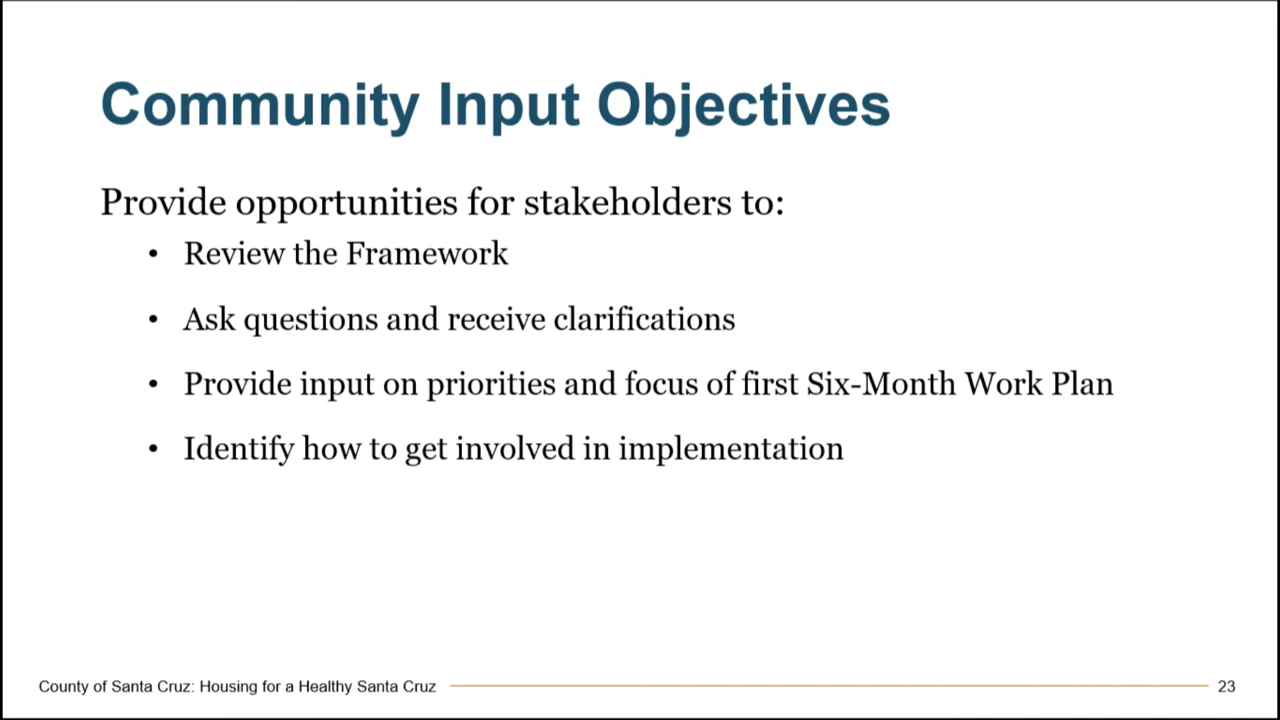 Community Input Objectives
Provide opportunities for stakeholders to:
• Review the Framework
• Ask questions and receive clarifications
• Provide input on priorities and focus of first Six-Month Work Plan
• Identify how to get involved in implementation
County of Santa Cruz: Housing for a Healthy Santa Cruz 23